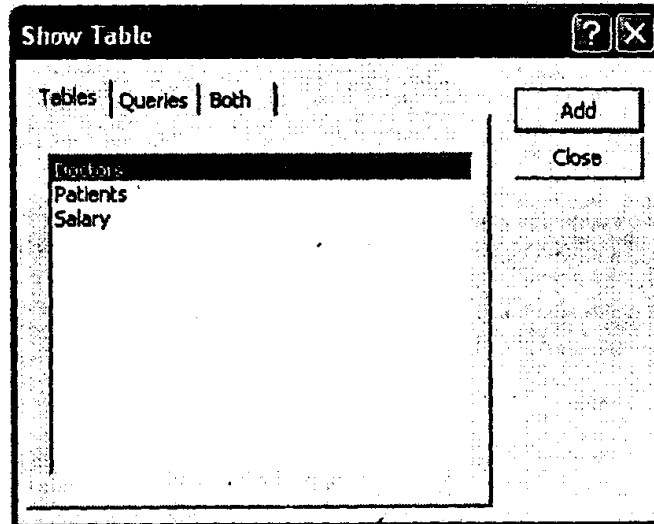 Show Table
Tables Queries Both
Add
Close
Doctors
Patients
Salary